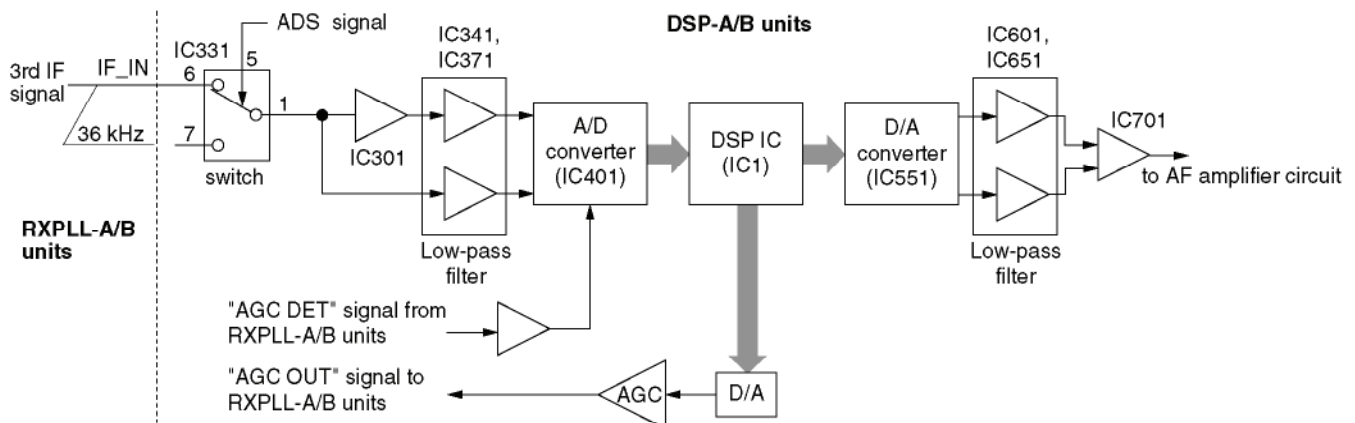 ADS signal
DSP-A/B units
IC331
5
IC341,
IC371
IC601,
IC651
3rd IF
signal
IF_IN
6
1
36 kHz
7
switch
IC301
A/D
converter
(IC401)
DSP IC
(IC1)
D/A
converter
(IC551)
IC701
to AF amplifier circuit
RXPLL-A/B
units
Low-pass
filter
Low-pass
filter
"AGC DET" signal from
RXPLL-A/B units
"AGC OUT" signal to
RXPLL-A/B units
AGC
D/A